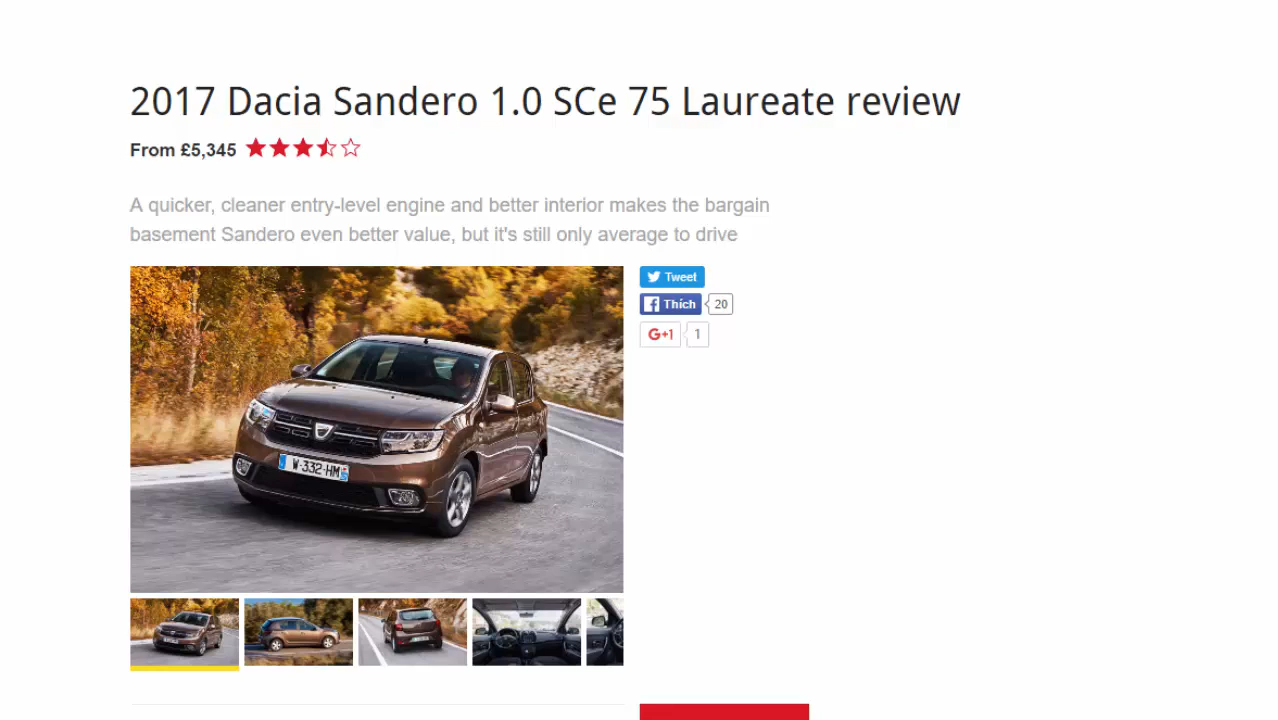 2017 Dacia Sandero 1.0 SCe 75 Laureate review
From £5,345
A quicker, cleaner entry-level engine and better interior makes the bargain
basement Sandero even better value, but it's still only average to drive
Tweet
Thích 20
G+1 1
W-332-HM